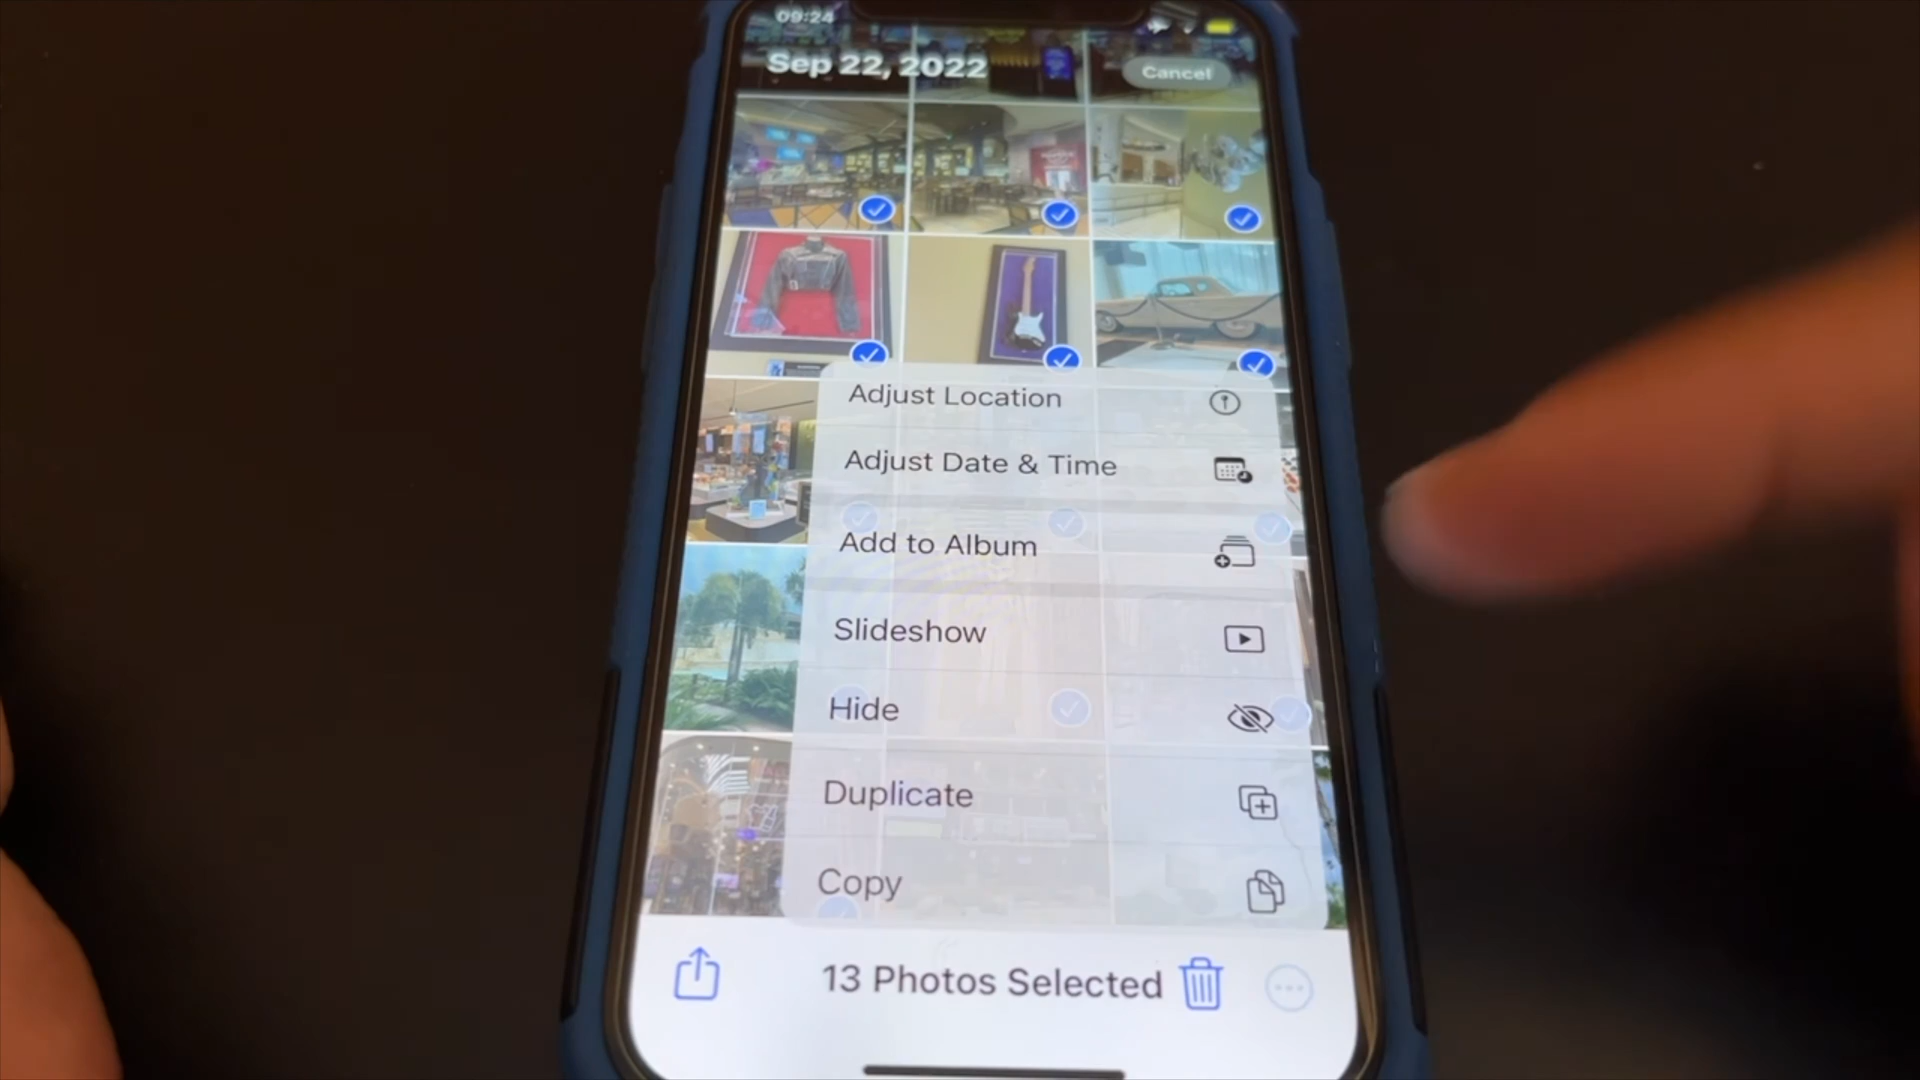 09:24
Sep 22, 2022
Cancel
Adjust Location
Adjust Date & Time
Add to Album
Slideshow
Hide
Duplicate
Copy
13 Photos Selected